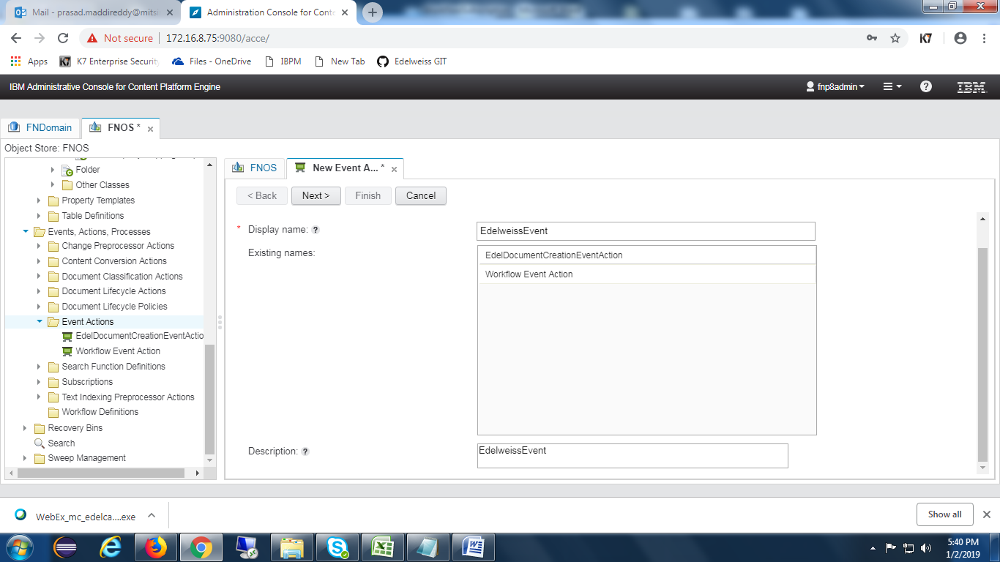 Mail - prasad.maddireddy@mitsi
Administration Console for Conte
Not secure
172.16.8.75:9080/acce/
K7
Apps
K7 Enterprise Security
Files - OneDrive
IBPM
New Tab
Edelweiss GIT
IBM Administrative Console for Content Platform Engine
fnp8admin
IBM
FNDomain
FNOS *
Object Store: FNOS
Folder
Other Classes
Property Templates
Table Definitions
Events, Actions, Processes
Change Preprocessor Actions
Content Conversion Actions
Document Classification Actions
Document Lifecycle Actions
Document Lifecycle Policies
Event Actions
EdelDocumentCreationEventActio
Workflow Event Action
Search Function Definitions
Subscriptions
Text Indexing Preprocessor Actions
Workflow Definitions
Recovery Bins
Search
Sweep Management
FNOS
New Event A... *
< Back
Next >
Finish
Cancel
* Display name: ?
EdelweissEvent
Existing names:
EdelDocumentCreationEventAction
Workflow Event Action
Description: ?
EdelweissEvent
WebEx_mc_edelca....exe
Show all
5:40 PM
1/2/2019